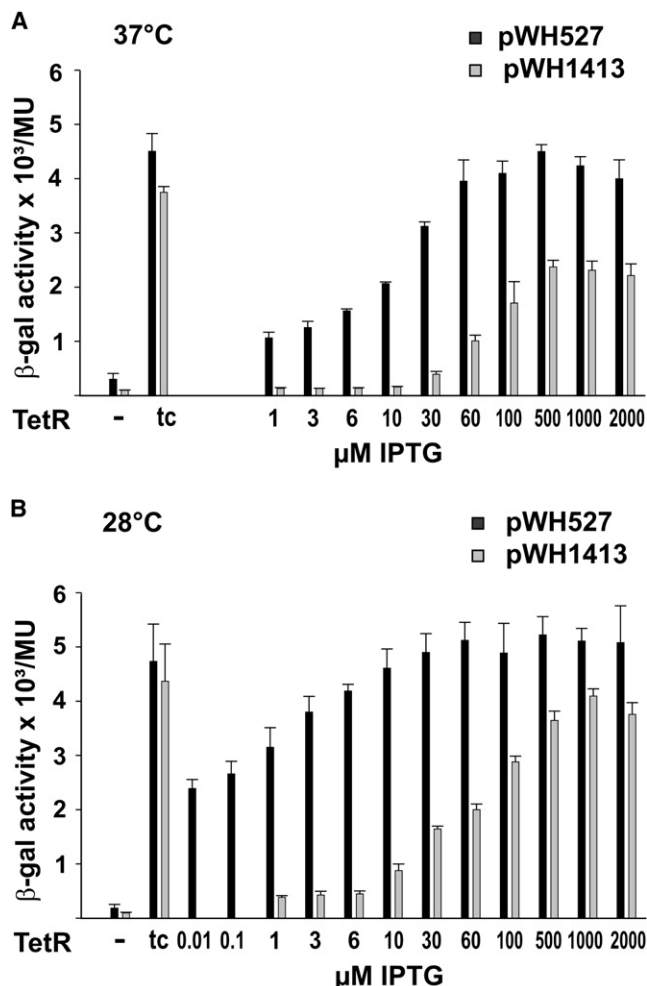 A
37°C
pWH527
pWH1413
β-gal activity x 10³/MU
6
5
4
3
2
1
TetR - tc 1 3 6 10 30 60 100 500 1000 2000
µM IPTG
B
28°C
pWH527
pWH1413
β-gal activity x 10³/MU
6
5
4
3
2
1
TetR - tc 0.01 0.1 1 3 6 10 30 60 100 500 1000 2000
µM IPTG